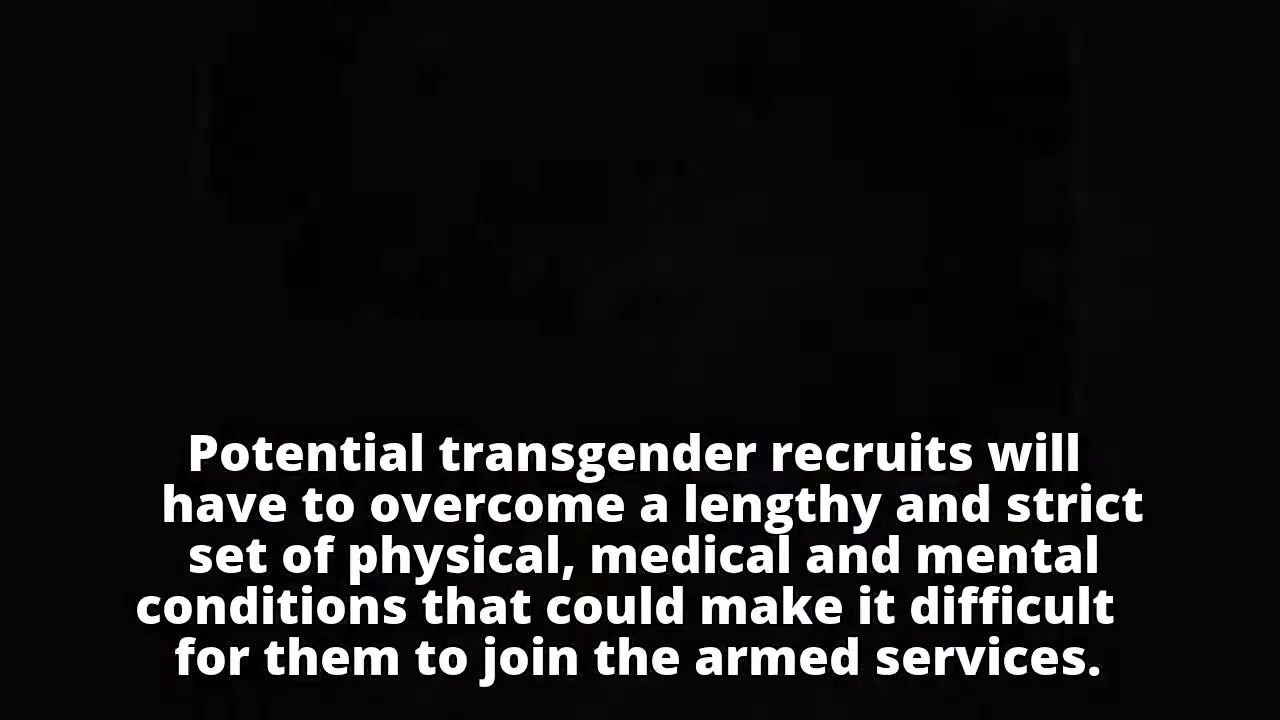 Potential transgender recruits will
have to overcome a lengthy and strict
set of physical, medical and mental
conditions that could make it difficult
for them to join the armed services.